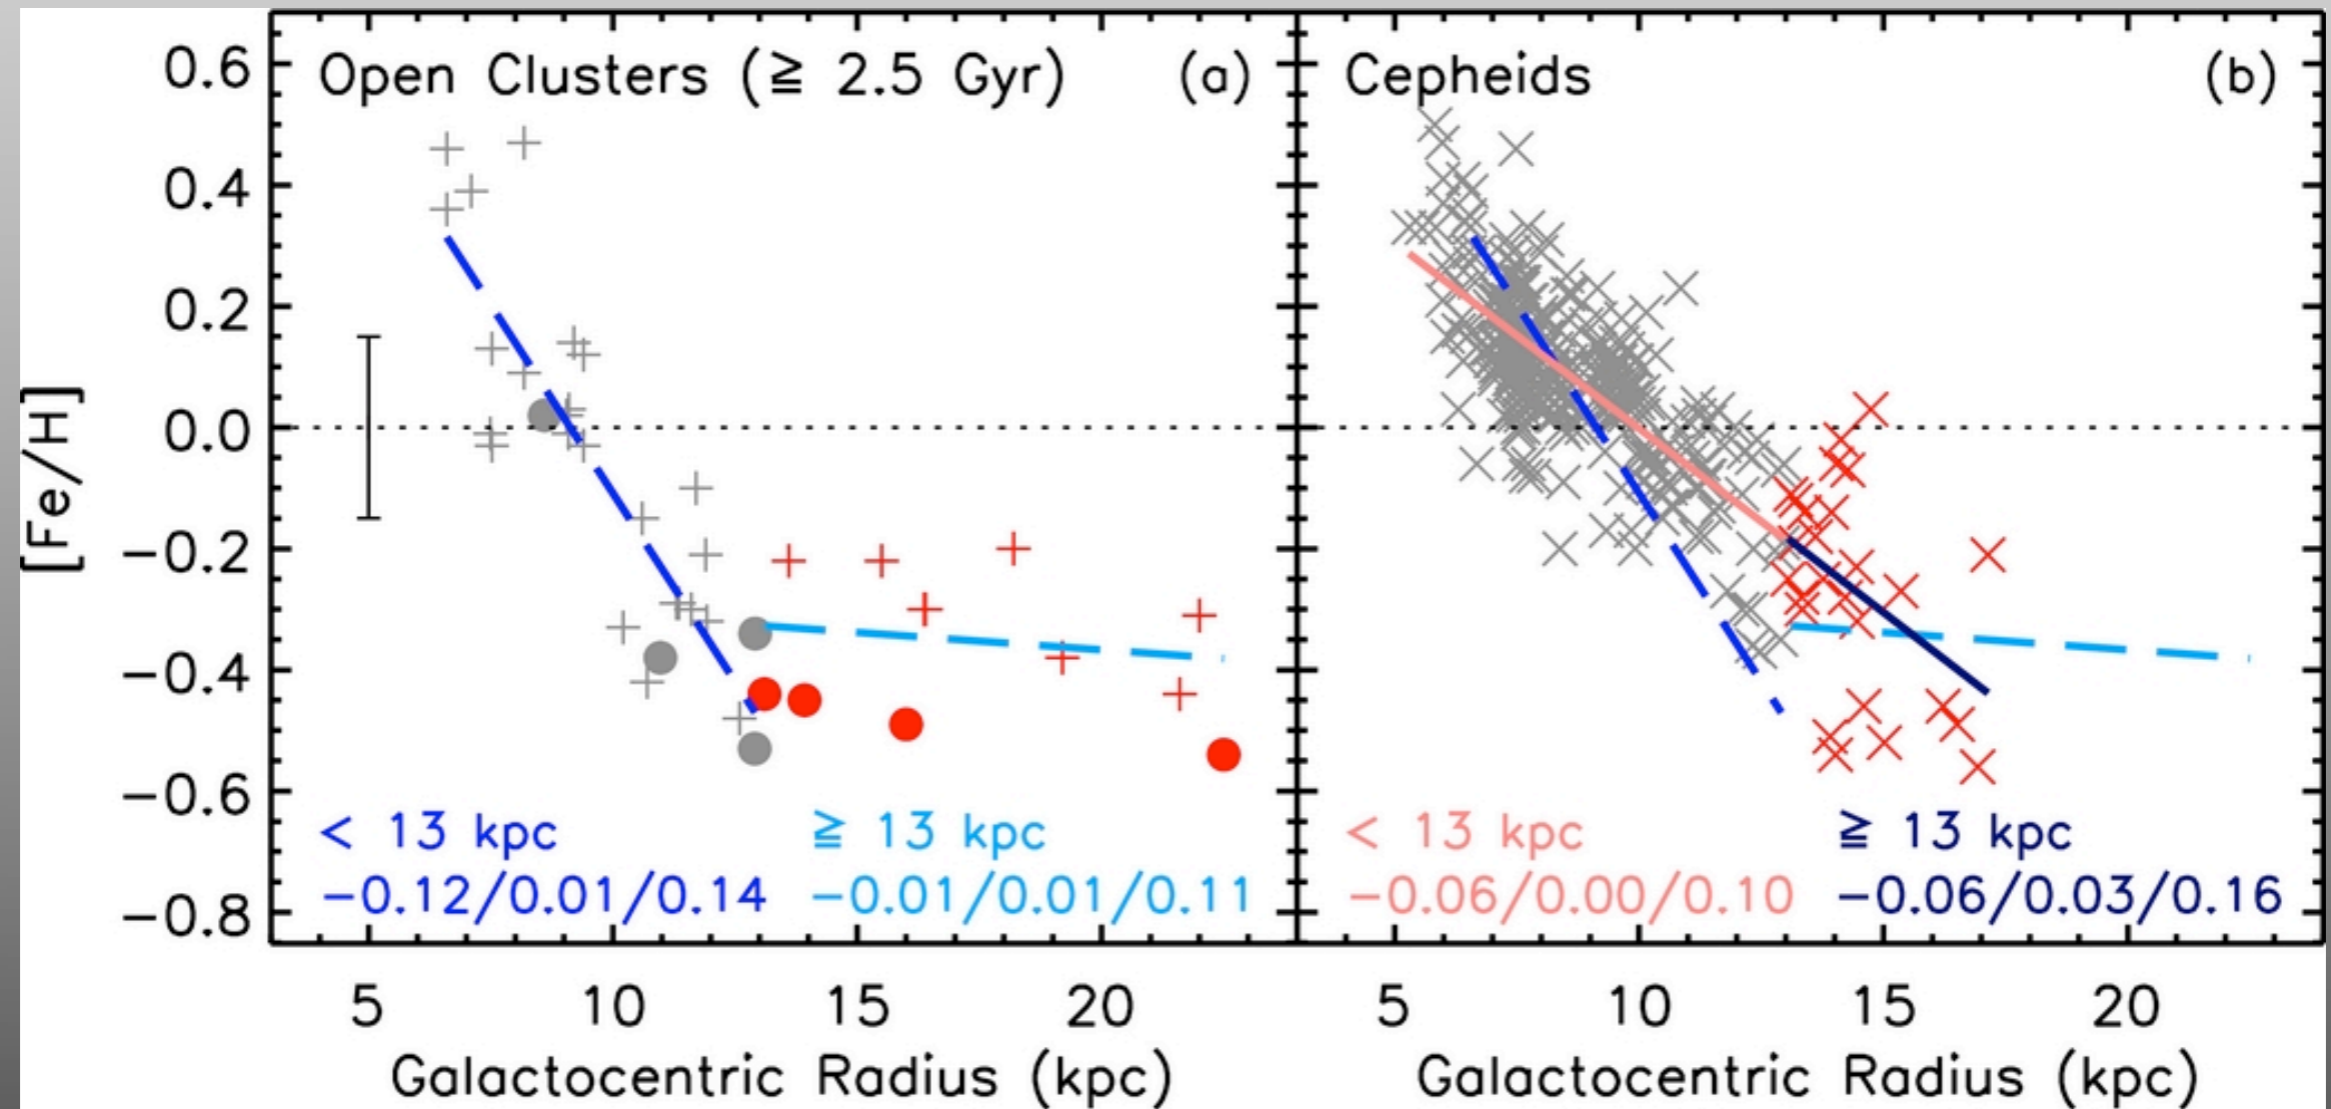 Open Clusters (≧ 2.5 Gyr) (a)
Cepheids (b)
[Fe/H]
0.6
0.4
0.2
0.0
−0.2
−0.4
−0.6
−0.8
< 13 kpc
−0.12/0.01/0.14
≧ 13 kpc
−0.01/0.01/0.11
< 13 kpc
−0.06/0.00/0.10
≧ 13 kpc
−0.06/0.03/0.16
5 10 15 20
5 10 15 20
Galactocentric Radius (kpc)
Galactocentric Radius (kpc)